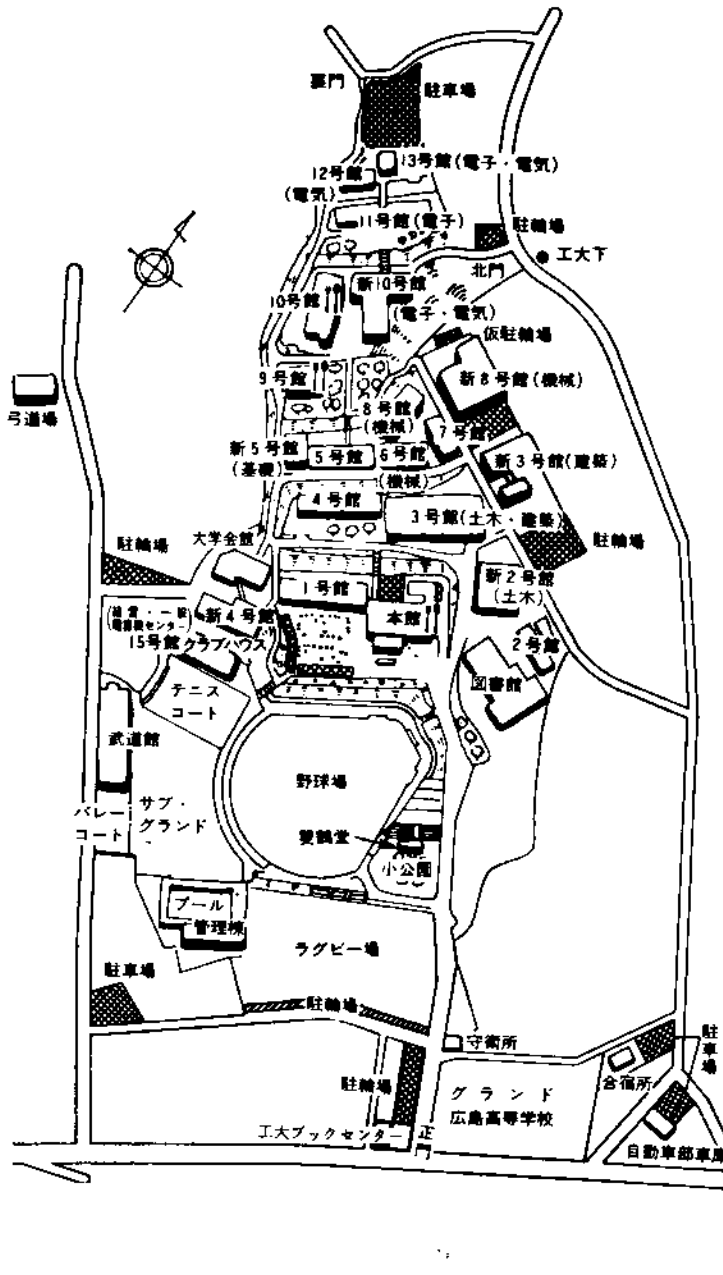 裏門
駐車場
13号館(電子・電気)
12号館
(電気)
11号館(電子)
駐輪場
工大下
北門
新10号館
(電子・電気)
10号館
仮駐輪場
新8号館(機械)
9号館
8号館
(機械)
7号館
新5号館
(基礎)
5号館
6号館
(機械)
新3号館(建築)
弓道場
4号館
3号館(土木・建築)
大学会館
駐輪場
駐輪場
1号館
本館
新2号館
(土木)
新4号館
15号館
クラブハウス
2号館
図書館
テニス
コート
武道館
野球場
サブ・
グランド
バレー
コート
雙鶴堂
小公園
プール
管理棟
ラグビー場
駐車場
駐輪場
守衛所
駐車場
合宿所
駐輪場
グランド
広島高等学校
工大ブックセンター
正
自動車部車庫